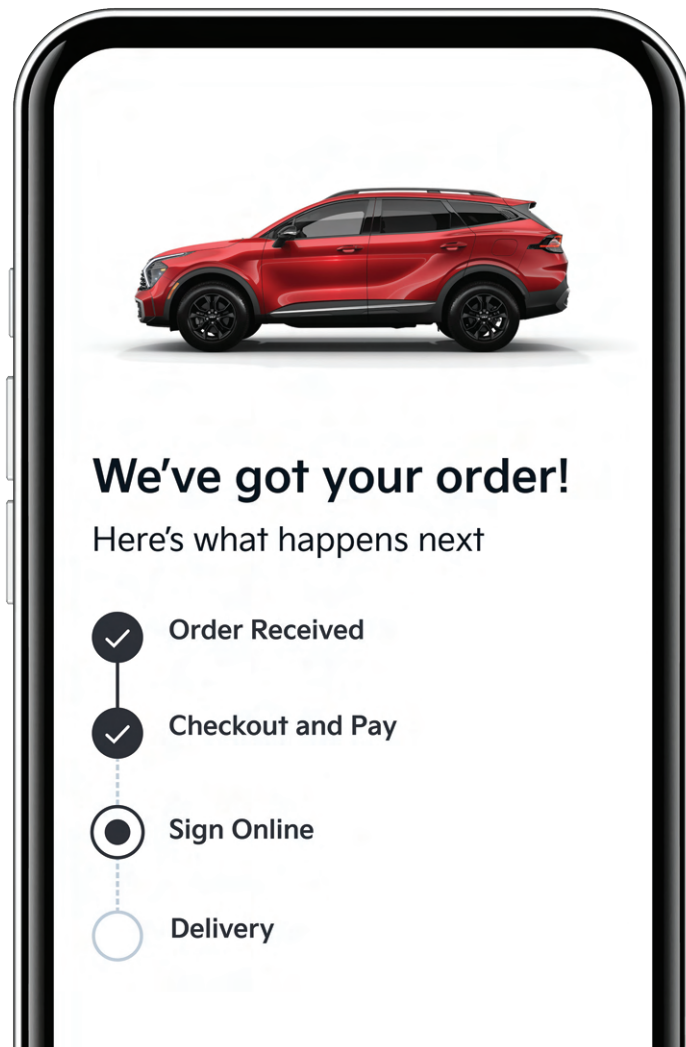 We’ve got your order!
Here’s what happens next
Order Received
Checkout and Pay
Sign Online
Delivery